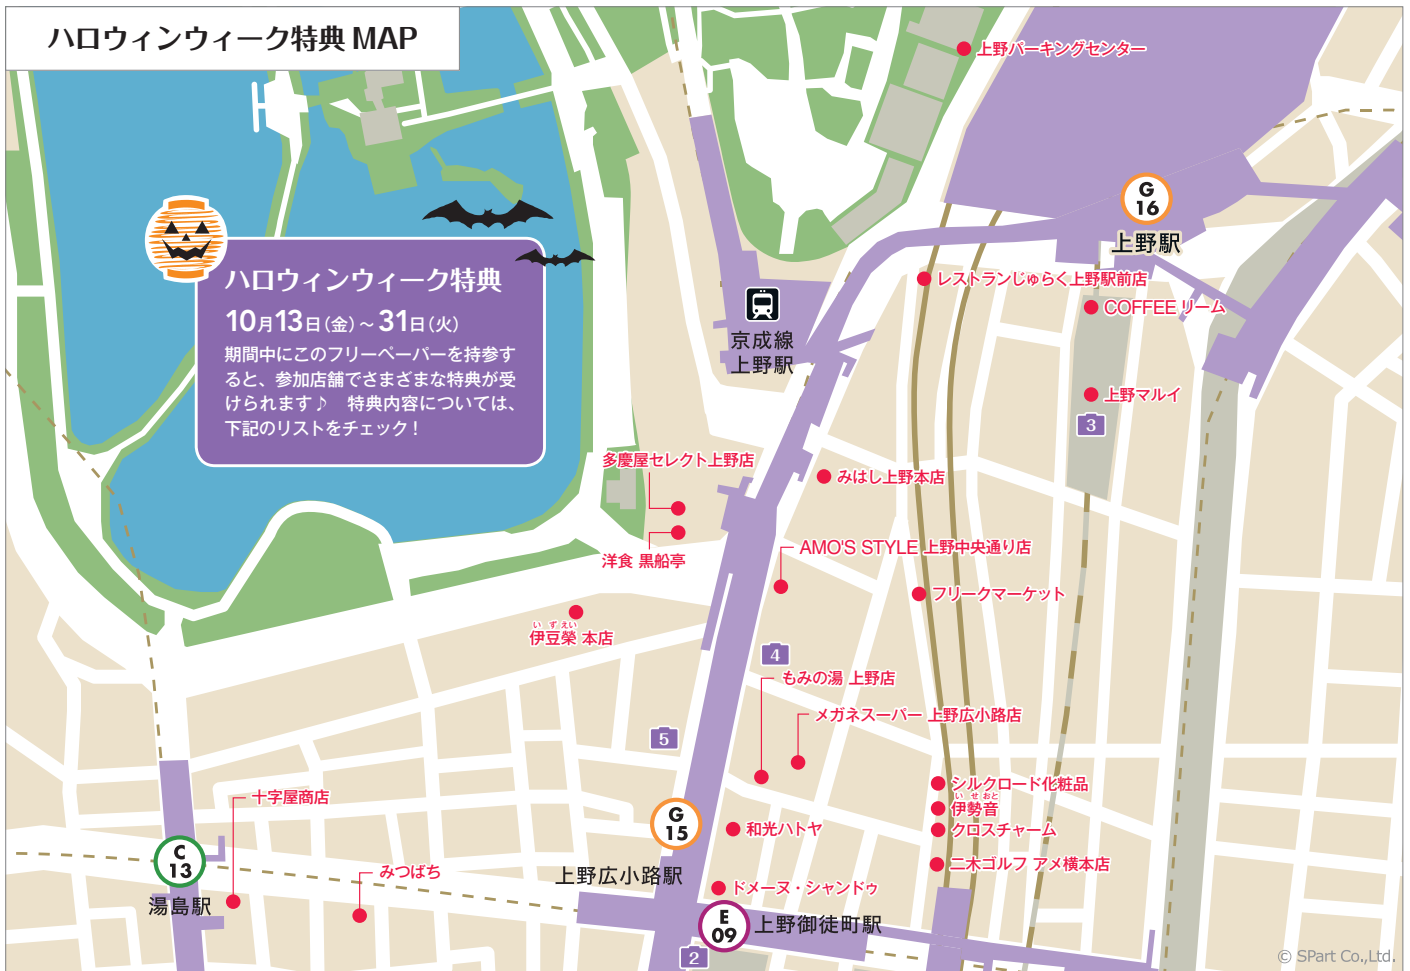 ハロウィンウィーク特典 MAP
上野パーキングセンター
G
16
上野駅
ハロウィンウィーク特典
10月13日(金)~31日(火)
期間中にこのフリーペーパーを持参す
ると、参加店舗でさまざまな特典が受
けられます♪ 特典内容については、
下記のリストをチェック!
レストランじゅらく上野駅前店
COFFEE リーム
京成線
上野駅
上野マルイ
3
多慶屋セレクト上野店
みはし上野本店
洋食 黒船亭
AMO'S STYLE 上野中央通り店
フリークマーケット
い ず えい
伊豆榮 本店
4
もみの湯 上野店
メガネスーパー 上野広小路店
5
シルクロード化粧品
い せ おと
伊勢音
クロスチャーム
二木ゴルフ アメ横本店
十字屋商店
G
15
和光ハトヤ
C
13
湯島駅
みつばち
上野広小路駅
ドメーヌ・シャンドゥ
E
09
上野御徒町駅
2
© SPart Co.,Ltd.